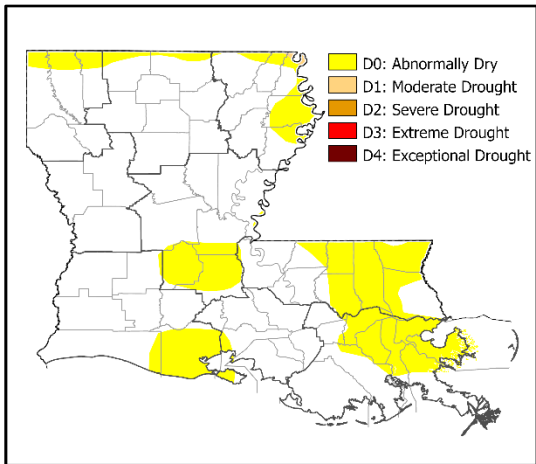 D0: Abnormally Dry
D1: Moderate Drought
D2: Severe Drought
D3: Extreme Drought
D4: Exceptional Drought